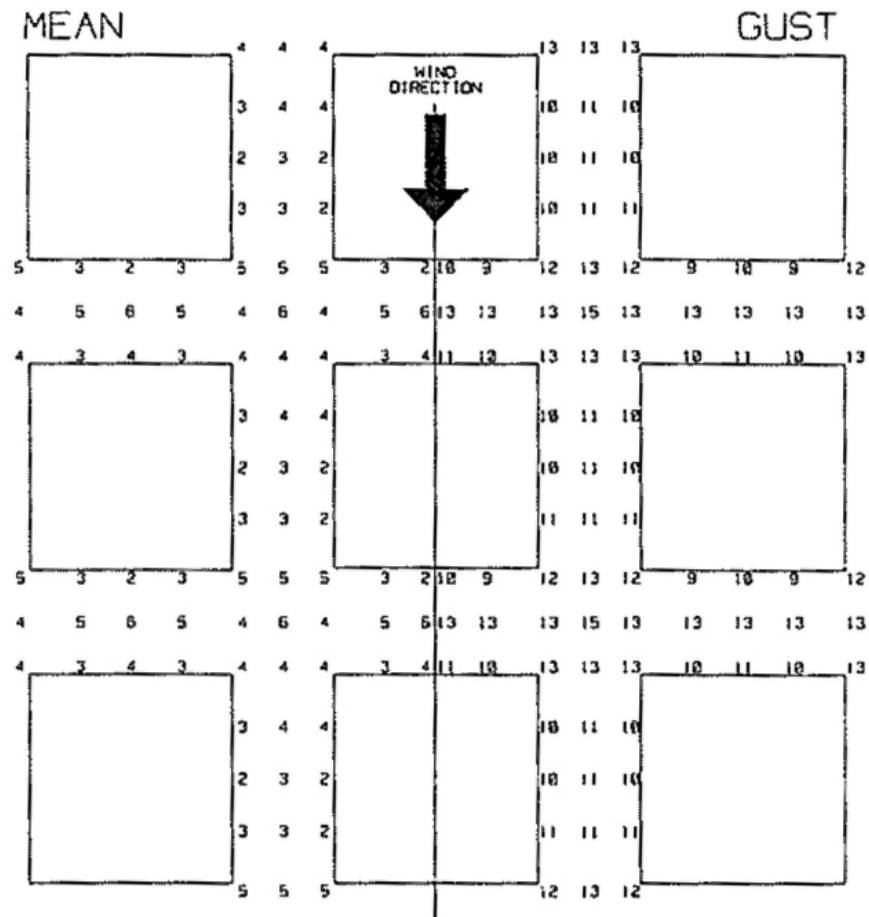 MEAN GUST
4 4 4 13 13 13
WIND
DIRECTION
3 4 4 10 11 10
2 3 2 10 11 10
3 3 2 10 11 11
5 3 2 3 5 5 5 3 2 10 9 12 13 12 9 10 9 12
4 5 6 5 4 6 4 5 6 13 13 13 15 13 13 13 13 13
4 3 4 3 4 4 4 3 4 11 10 13 13 13 10 11 10 13
3 4 4 10 11 10
2 3 2 10 11 10
3 3 2 11 11 11
5 3 2 3 5 5 5 3 2 10 9 12 13 12 9 10 9 12
4 5 6 5 4 6 4 5 6 13 13 13 15 13 13 13 13 13
4 3 4 3 4 4 4 3 4 11 10 13 13 13 10 11 10 13
3 4 4 10 11 10
2 3 2 10 11 10
3 3 2 11 11 11
5 5 5 12 13 12